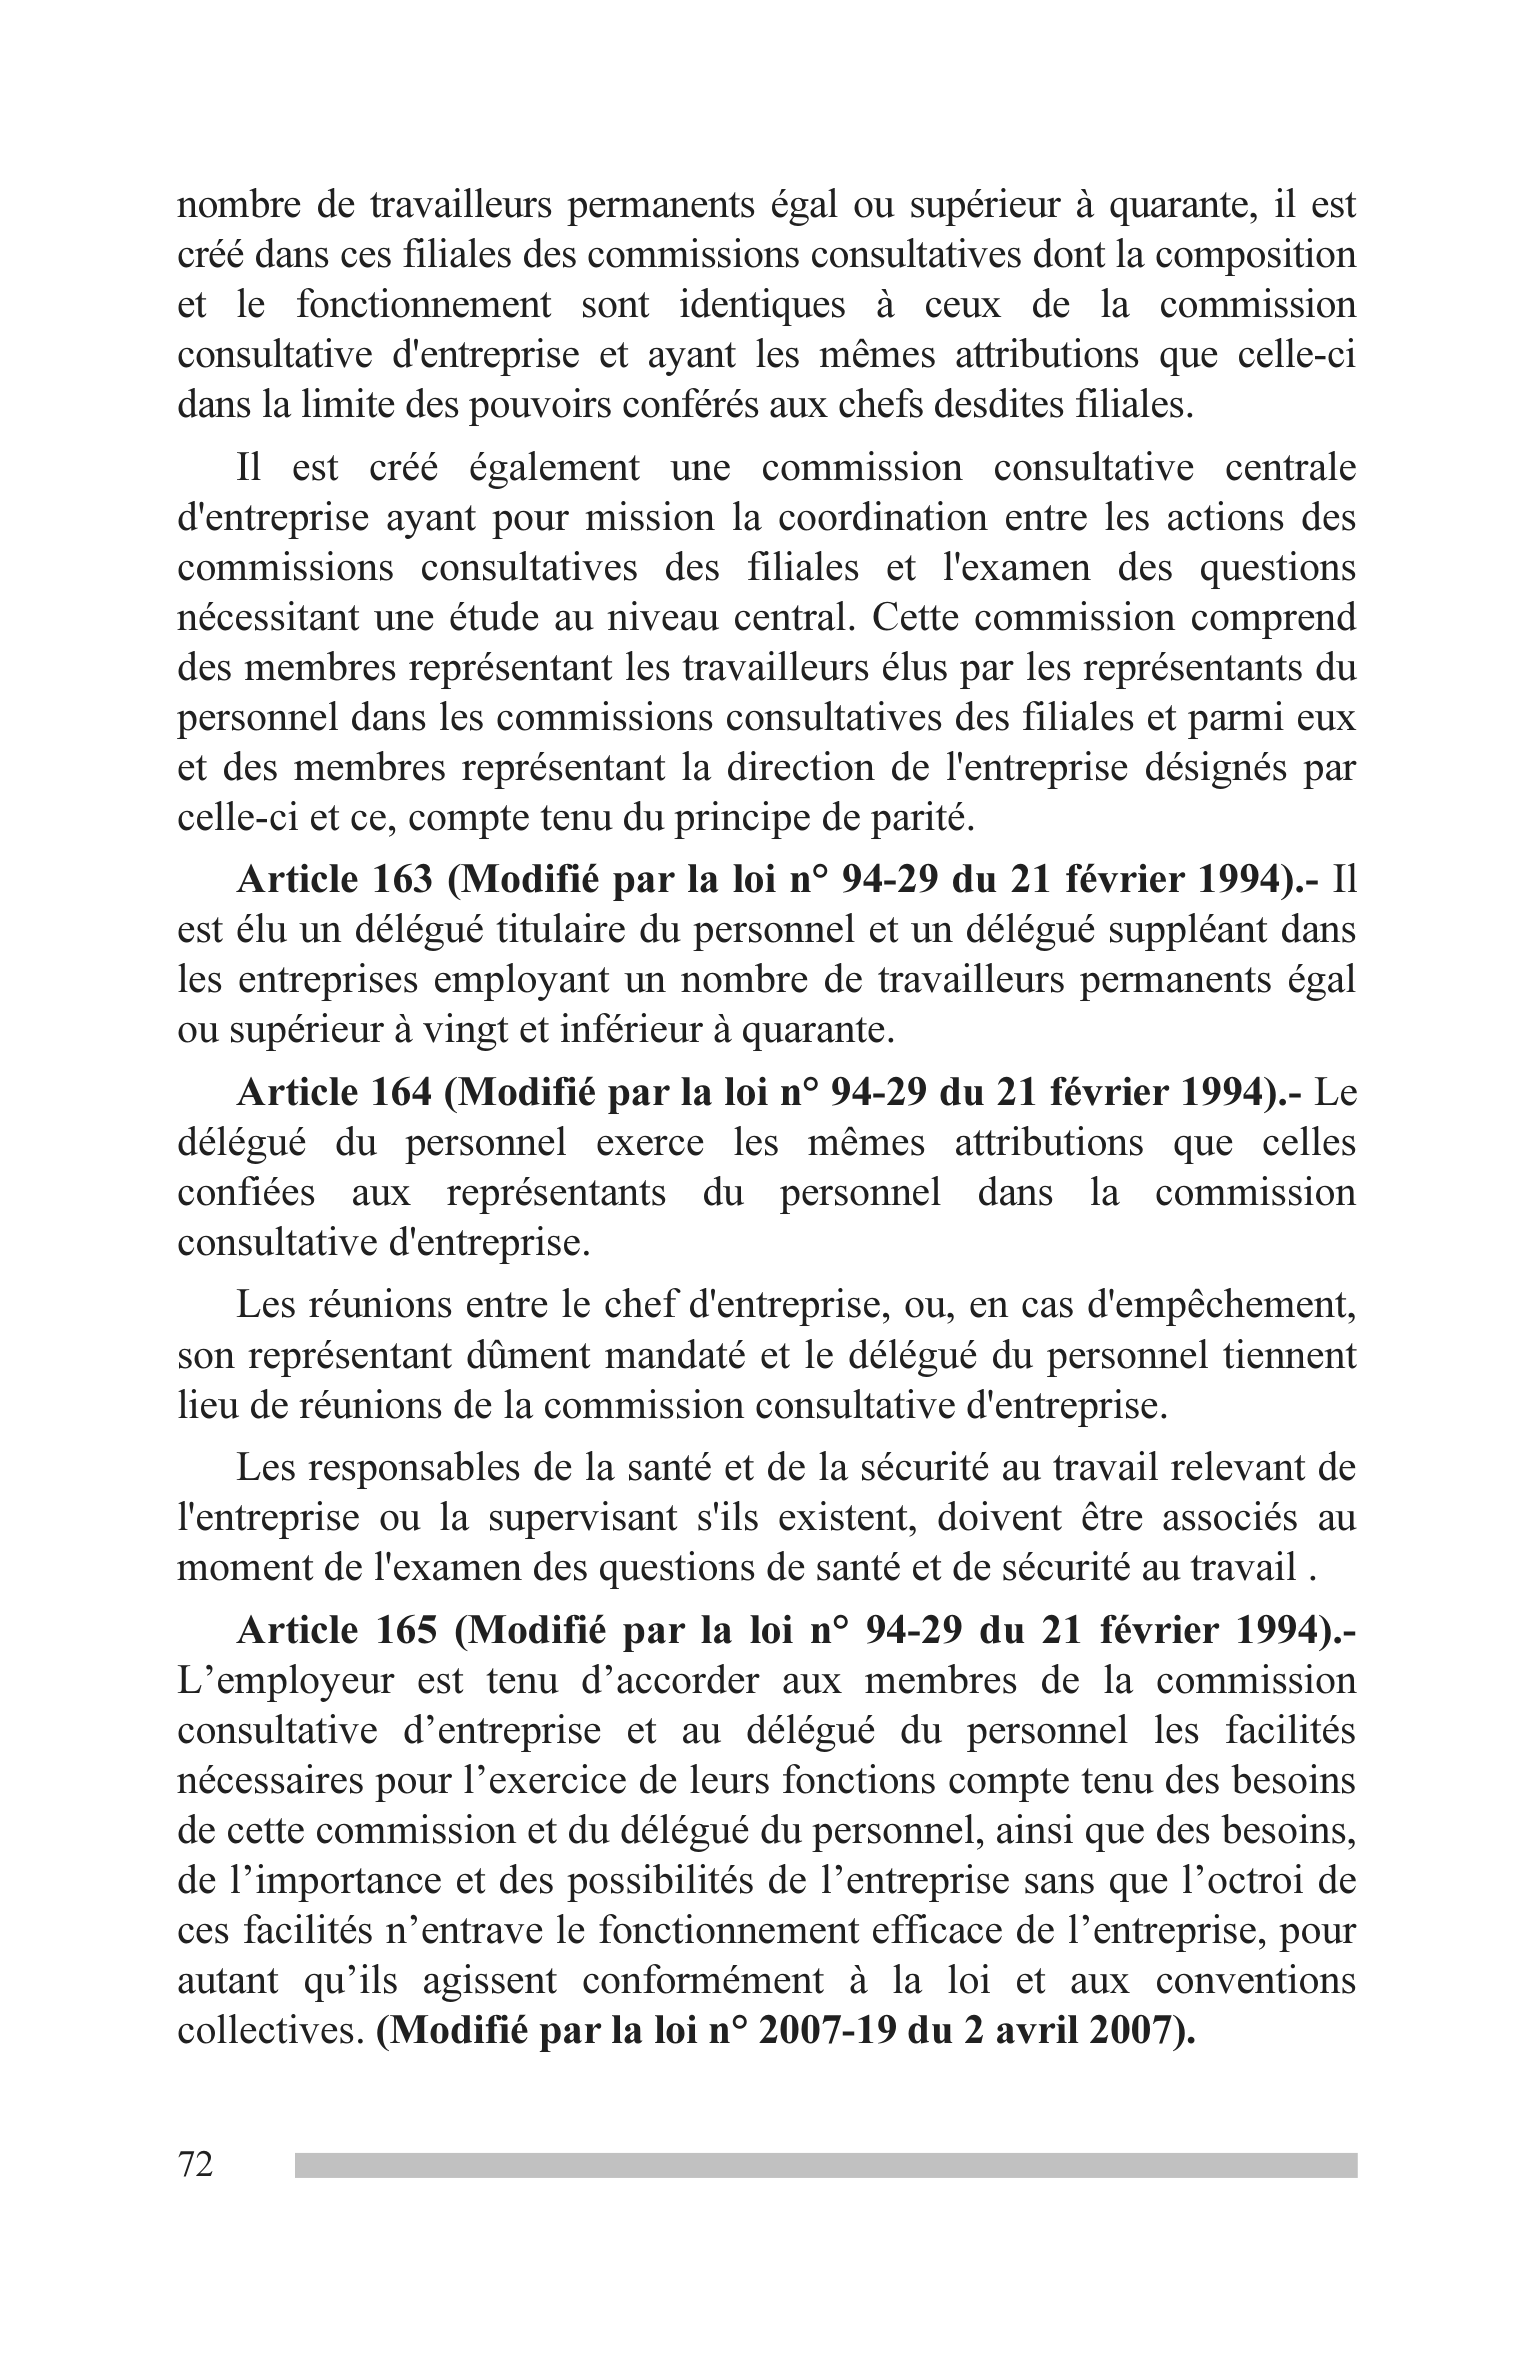 nombre de travailleurs permanents égal ou supérieur à quarante, il est
créé dans ces filiales des commissions consultatives dont la composition
et le fonctionnement sont identiques à ceux de la commission
consultative d'entreprise et ayant les mêmes attributions que celle-ci
dans la limite des pouvoirs conférés aux chefs desdites filiales.
Il est créé également une commission consultative centrale
d'entreprise ayant pour mission la coordination entre les actions des
commissions consultatives des filiales et l'examen des questions
nécessitant une étude au niveau central. Cette commission comprend
des membres représentant les travailleurs élus par les représentants du
personnel dans les commissions consultatives des filiales et parmi eux
et des membres représentant la direction de l'entreprise désignés par
celle-ci et ce, compte tenu du principe de parité.
Article 163 (Modifié par la loi n° 94-29 du 21 février 1994).- Il
est élu un délégué titulaire du personnel et un délégué suppléant dans
les entreprises employant un nombre de travailleurs permanents égal
ou supérieur à vingt et inférieur à quarante.
Article 164 (Modifié par la loi n° 94-29 du 21 février 1994).- Le
délégué du personnel exerce les mêmes attributions que celles
confiées aux représentants du personnel dans la commission
consultative d'entreprise.
Les réunions entre le chef d'entreprise, ou, en cas d'empêchement,
son représentant dûment mandaté et le délégué du personnel tiennent
lieu de réunions de la commission consultative d'entreprise.
Les responsables de la santé et de la sécurité au travail relevant de
l'entreprise ou la supervisant s'ils existent, doivent être associés au
moment de l'examen des questions de santé et de sécurité au travail .
Article 165 (Modifié par la loi n° 94-29 du 21 février 1994).-
L’employeur est tenu d’accorder aux membres de la commission
consultative d’entreprise et au délégué du personnel les facilités
nécessaires pour l’exercice de leurs fonctions compte tenu des besoins
de cette commission et du délégué du personnel, ainsi que des besoins,
de l’importance et des possibilités de l’entreprise sans que l’octroi de
ces facilités n’entrave le fonctionnement efficace de l’entreprise, pour
autant qu’ils agissent conformément à la loi et aux conventions
collectives. (Modifié par la loi n° 2007-19 du 2 avril 2007).
72